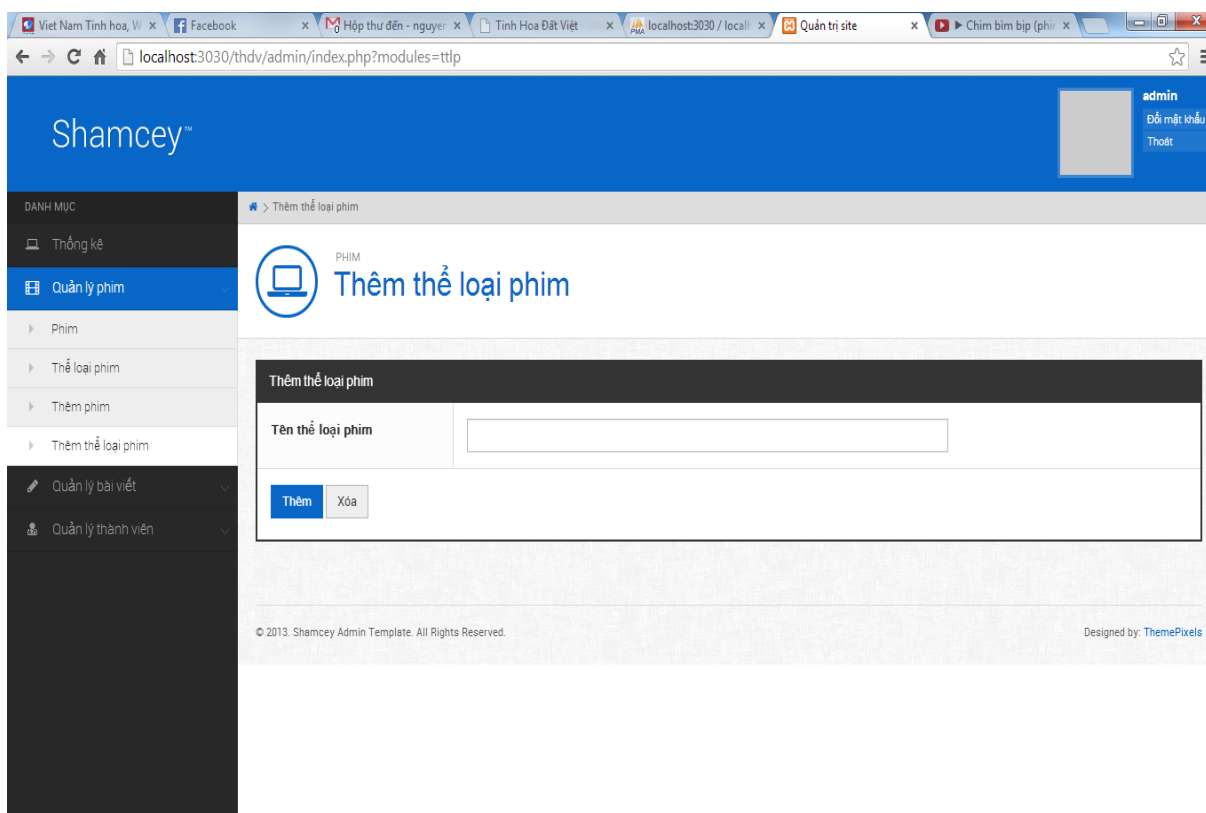 Viet Nam Tinh hoa, W
Facebook
Hộp thư đến - nguyer
Tinh Hoa Đất Việt
localhost:3030 / localh
Quản trị site
Chim bìm bịp (phir
localhost:3030/thdv/admin/index.php?modules=ttlp
Shamcey™
admin
Đổi mật khẩu
Thoát
DANH MỤC
Thống kê
Quản lý phim
Phim
Thể loại phim
Thêm phim
Thêm thể loại phim
Quản lý bài viết
Quản lý thành viên
> Thêm thể loại phim
PHIM
Thêm thể loại phim
Thêm thể loại phim
Tên thể loại phim
Thêm
Xóa
© 2013. Shamcey Admin Template. All Rights Reserved.
Designed by: ThemePixels